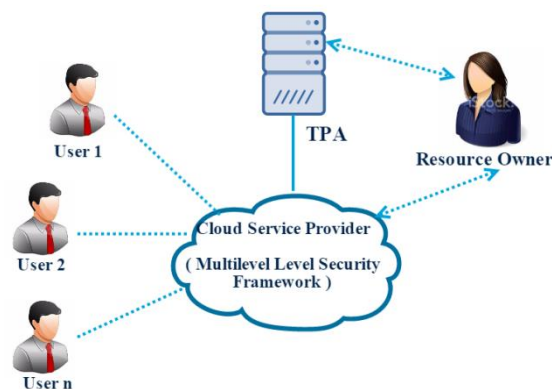 TPA
User 1
Resource Owner
Cloud Service Provider
( Multilevel Level Security
Framework )
User 2
User n